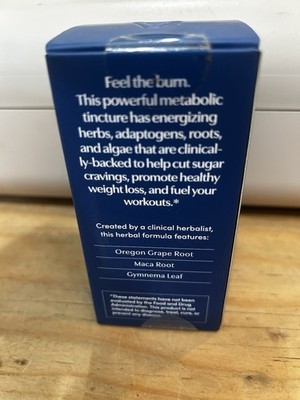 Feel the burn.
This powerful metabolic
tincture has energizing
herbs, adaptogens, roots,
and algae that are clinical-
ly-backed to help cut sugar
cravings, promote healthy
weight loss, and fuel your
workouts.*
Created by a clinical herbalist,
this herbal formula features:
Oregon Grape Root
Maca Root
Gymnema Leaf
*These statements have not been
evaluated by the Food and Drug
Administration. This product is not
intended to diagnose, treat, cure, or
prevent any disease.